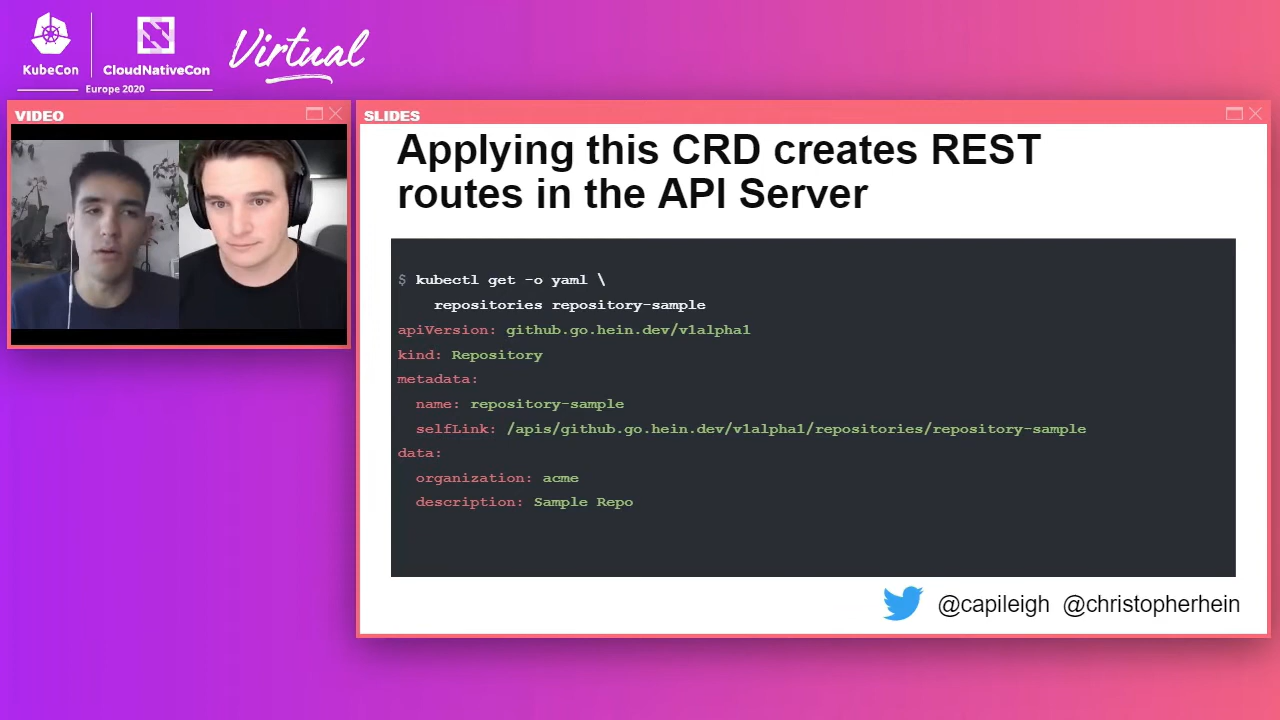 KubeCon
CloudNativeCon
Europe 2020
Virtual
VIDEO
SLIDES
Applying this CRD creates REST
routes in the API Server
$ kubectl get -o yaml \
repositories repository-sample
apiVersion: github.go.hein.dev/v1alpha1
kind: Repository
metadata:
name: repository-sample
selfLink: /apis/github.go.hein.dev/v1alpha1/repositories/repository-sample
data:
organization: acme
description: Sample Repo
@capileigh @christopherhein